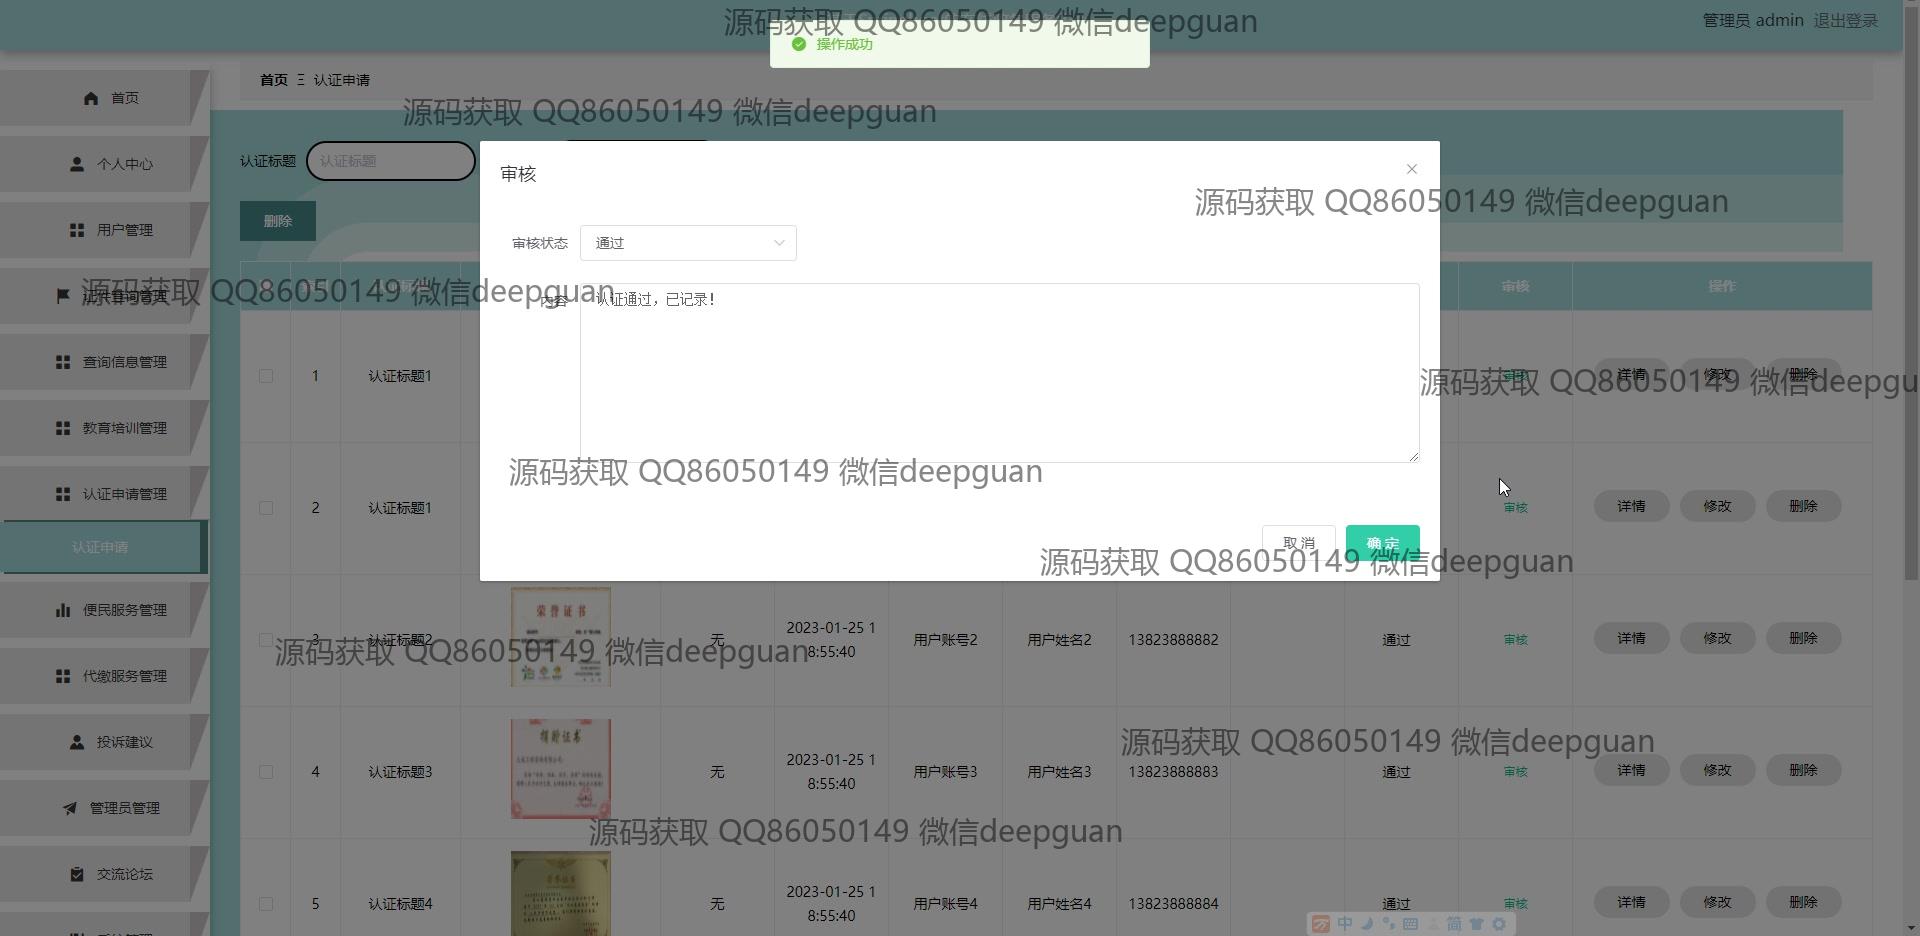 源码获取 QQ86050149 微信deepguan
管理员 admin 退出登录
操作成功
首页 Ξ 认证申请
首页
源码获取 QQ86050149 微信deepguan
个人中心
认证标题 认证标题
审核
源码获取 QQ86050149 微信deepguan
用户管理
删除
审核状态 通过
证件查询管理
源码获取 QQ86050149 微信deepguan
审核 操作
内容 认证通过，已记录！
查询信息管理
1 认证标题1 审核 详情 修改 删除
源码获取 QQ86050149 微信deepgu
教育培训管理
源码获取 QQ86050149 微信deepguan
认证申请管理
2 认证标题1 审核 详情 修改 删除
认证申请
取消 确定
源码获取 QQ86050149 微信deepguan
便民服务管理
荣誉证书
3 认证标题2 无 2023-01-25 1 用户账号2 用户姓名2 13823888882 通过 审核 详情 修改 删除
8:55:40
源码获取 QQ86050149 微信deepguan
代缴服务管理
投诉建议
捐赠证书
源码获取 QQ86050149 微信deepguan
4 认证标题3 无 2023-01-25 1 用户账号3 用户姓名3 13823888883 通过 审核 详情 修改 删除
8:55:40
管理员管理
源码获取 QQ86050149 微信deepguan
交流论坛
5 认证标题4 无 2023-01-25 1 用户账号4 用户姓名4 13823888884 通过 审核 详情 修改 删除
8:55:40
中 简